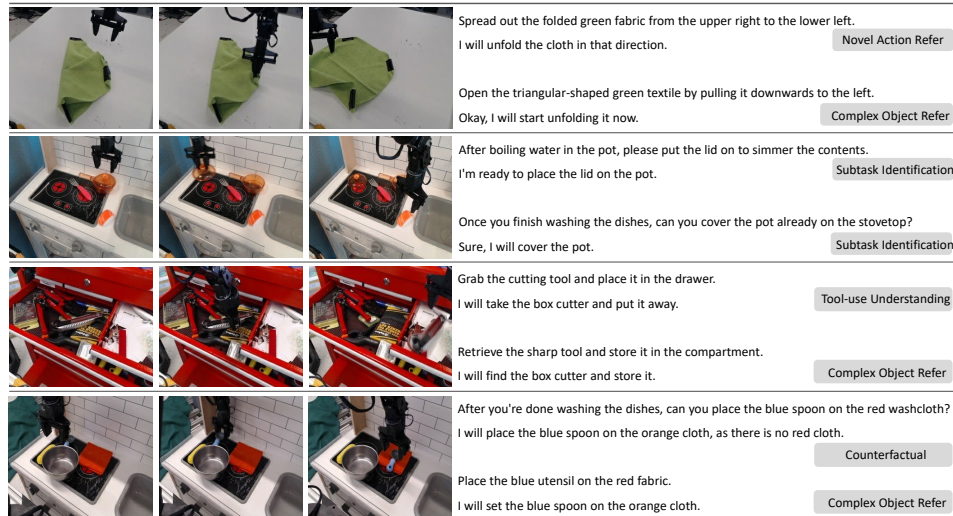 Spread out the folded green fabric from the upper right to the lower left.
I will unfold the cloth in that direction.
Novel Action Refer
Open the triangular-shaped green textile by pulling it downwards to the left.
Okay, I will start unfolding it now.
Complex Object Refer
After boiling water in the pot, please put the lid on to simmer the contents.
I'm ready to place the lid on the pot.
Subtask Identification
Once you finish washing the dishes, can you cover the pot already on the stovetop?
Sure, I will cover the pot.
Subtask Identification
Grab the cutting tool and place it in the drawer.
I will take the box cutter and put it away.
Tool-use Understanding
Retrieve the sharp tool and store it in the compartment.
I will find the box cutter and store it.
Complex Object Refer
After you're done washing the dishes, can you place the blue spoon on the red washcloth?
I will place the blue spoon on the orange cloth, as there is no red cloth.
Counterfactual
Place the blue utensil on the red fabric.
I will set the blue spoon on the orange cloth.
Complex Object Refer